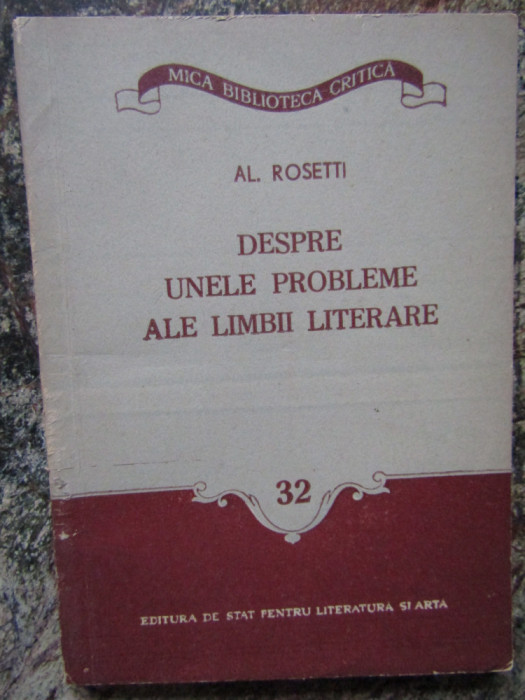 MICA BIBLIOTECA CRITICĂ
AL. ROSETTI
DESPRE
UNELE PROBLEME
ALE LIMBII LITERARE
32
EDITURA DE STAT PENTRU LITERATURA ȘI ARTA